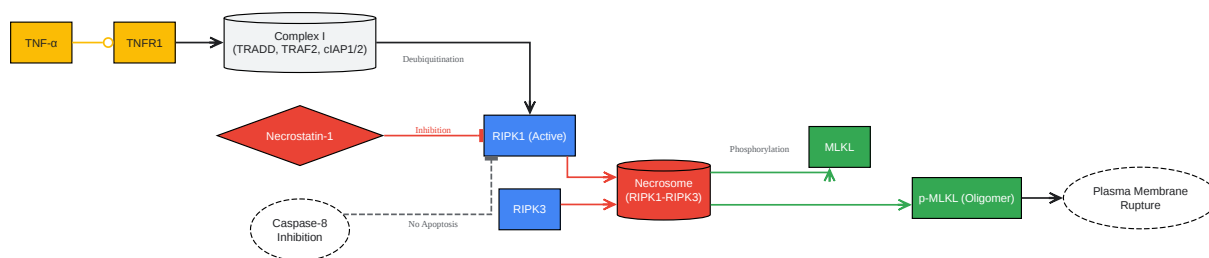 TNF-α
TNFR1
Complex I
(TRADD, TRAF2, cIAP1/2)
Deubiquitination
Necrostatin-1
Inhibition
RIPK1 (Active)
Phosphorylation
MLKL
Necrosome
(RIPK1-RIPK3)
RIPK3
p-MLKL (Oligomer)
Plasma Membrane
Rupture
Caspase-8
Inhibition
No Apoptosis